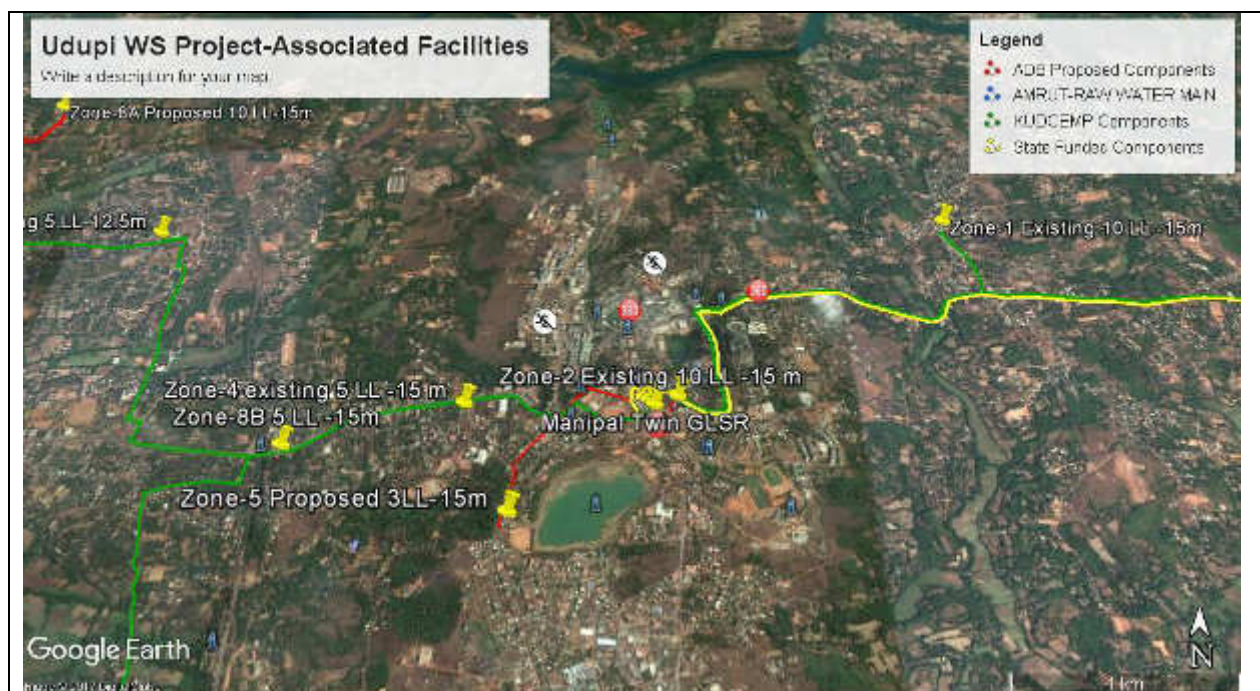 Udupi WS Project-Associated Facilities
Write a description for your map.
Legend
ADB Proposed Components
AMRUT-RAW WATER MAIN
KUDCEMP Components
State Funded Components
Zone-6A Proposed 10 LL-15m
5 LL-12.5m
Zone-1 Existing 10 LL -15m
Zone-4 existing 5 LL -15 m
Zone-2 Existing 10 LL -15 m
Zone-8B 5 LL -15m
Manipal Twin GLSR
Zone-5 Proposed 3LL-15m
Google Earth
N
1 km